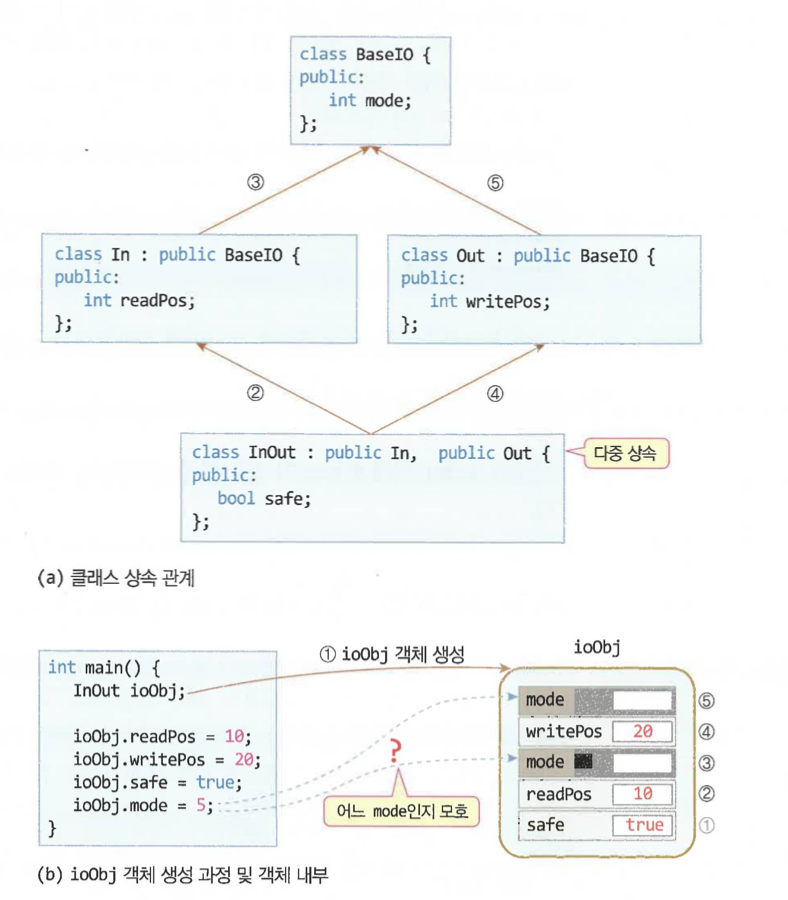 class BaseIO {
public:
int mode;
};
③
⑤
class In : public BaseIO {
public:
int readPos;
};
class Out : public BaseIO {
public:
int writePos;
};
②
④
class InOut : public In, public Out {
public:
bool safe;
};
다중 상속
(a) 클래스 상속 관계
int main() {
InOut ioObj;
ioObj.readPos = 10;
ioObj.writePos = 20;
ioObj.safe = true;
ioObj.mode = 5;
}
① ioObj 객체 생성
?
어느 mode인지 모호
ioObj
mode ⑤
writePos 20 ④
mode ③
readPos 10 ②
safe true ①
(b) ioObj 객체 생성 과정 및 객체 내부